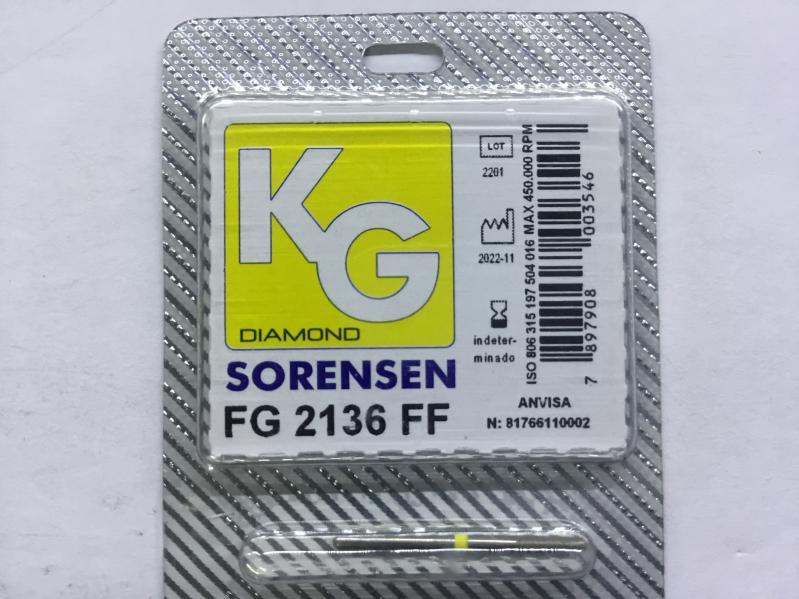 KG
DIAMOND
SORENSEN
FG 2136 FF
LOT
2201
2022-11
indeter-
minado
ISO 806 315 197 504 016 MAX 450.000 RPM
7 897908 003546
ANVISA
N: 81766110002